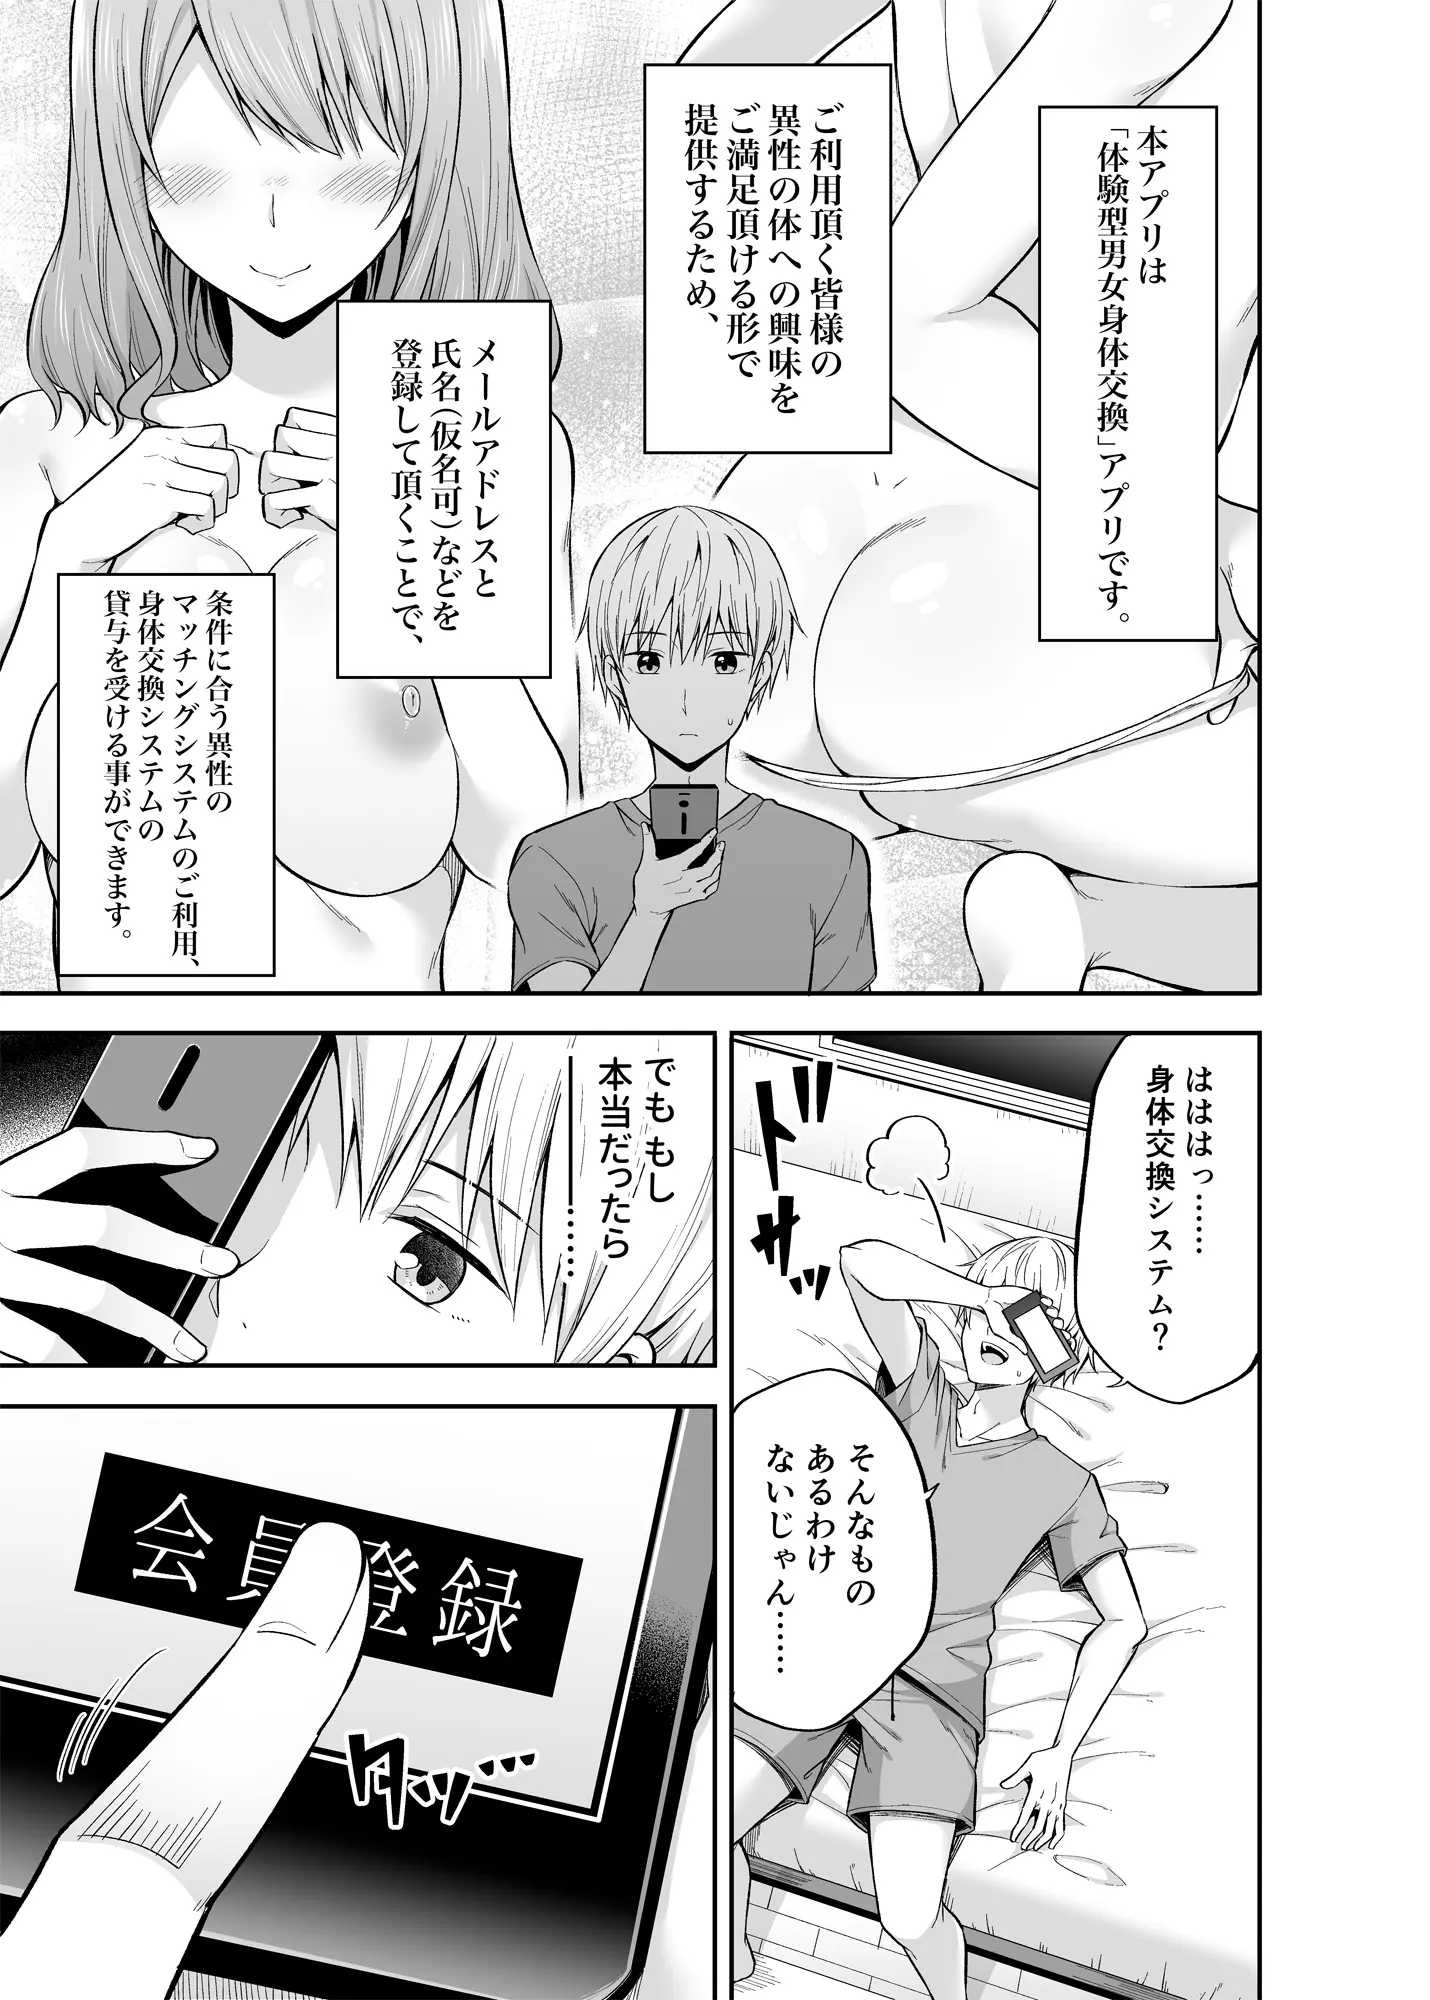 本アプリは
「体験型男女身体交換」アプリです。
ご利用頂く皆様の
異性の体への興味を
ご満足頂ける形で
提供するため、
メールアドレスと
氏名(仮名可)などを
登録して頂くことで、
条件に合う異性の
マッチングシステムのご利用、
身体交換システムの
貸与を受ける事ができます。
はははっ……
身体交換システム?
ドサッ
そんなもの
あるわけ
ないじゃん……
でももし
本当だったら
――……
会員登録
タッ…